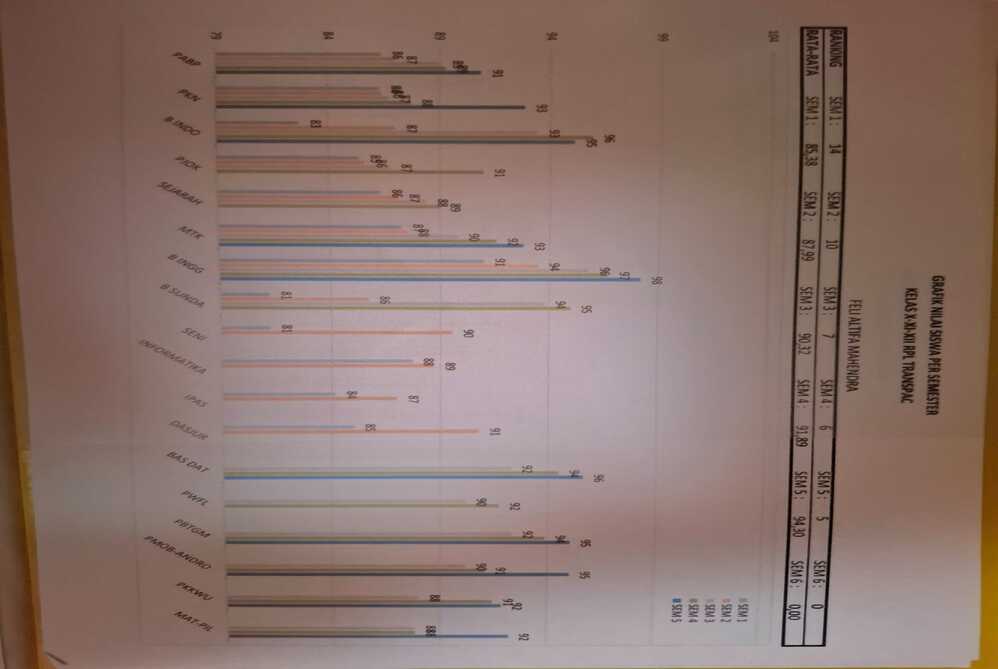 GRAFIK NILAI SISWA PER SEMESTER
KELAS X-XI-XII RPL TRANSPAC
FELI ALTIFA MAHENDRA
RANKING SEM 1 : 14 SEM 2 : 10 SEM 3 : 7 SEM 4 : 6 SEM 5 : 5 SEM 6 : 0
RATA-RATA SEM 1 : 85,38 SEM 2 : 87,99 SEM 3 : 90,32 SEM 4 : 91,89 SEM 5 : 94,30 SEM 6 : 0,00
SEM 1
SEM 2
SEM 3
SEM 4
SEM 5
104
99
94
89
84
79
86 87 89 91
87 88 93
83 87 93 96 95
85 86 87 91
86 87 88 89
87 88 90 92 93
91 94 96 97 98
81 86 94 95
81 90
88 89
84 87
85 91
92 94 96
90 92
92 94 95
90 91 95
88 91 92
88 92
PABP
PKN
B INDO
PJOK
SEJARAH
MTK
B INGG
B SUNDA
SENI
INFORMATIKA
IPAS
DASJUR
BAS DAT
PWFL
PBTGM
PMOB-ANDRO
PKKWU
MAT-PIL